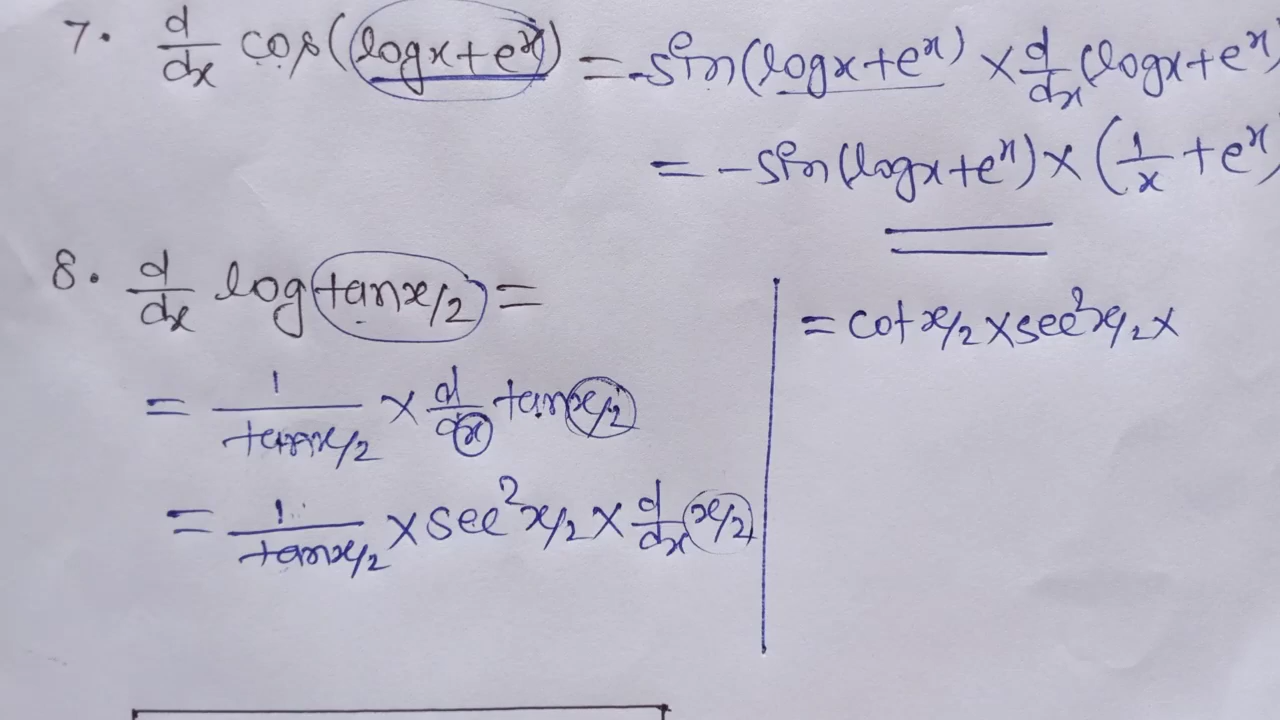 7. d/dx cos(logx+e^x) = -sin(logx+e^x) × d/dx (logx+e^x)
= -sin(logx+e^x) × (1/x + e^x)
8. d/dx log tanx/2 =
= 1/tanx/2 × d/dx tanx/2
= 1/tanx/2 × sec²x/2 × d/dx x/2
= cotx/2 × sec²x/2 ×